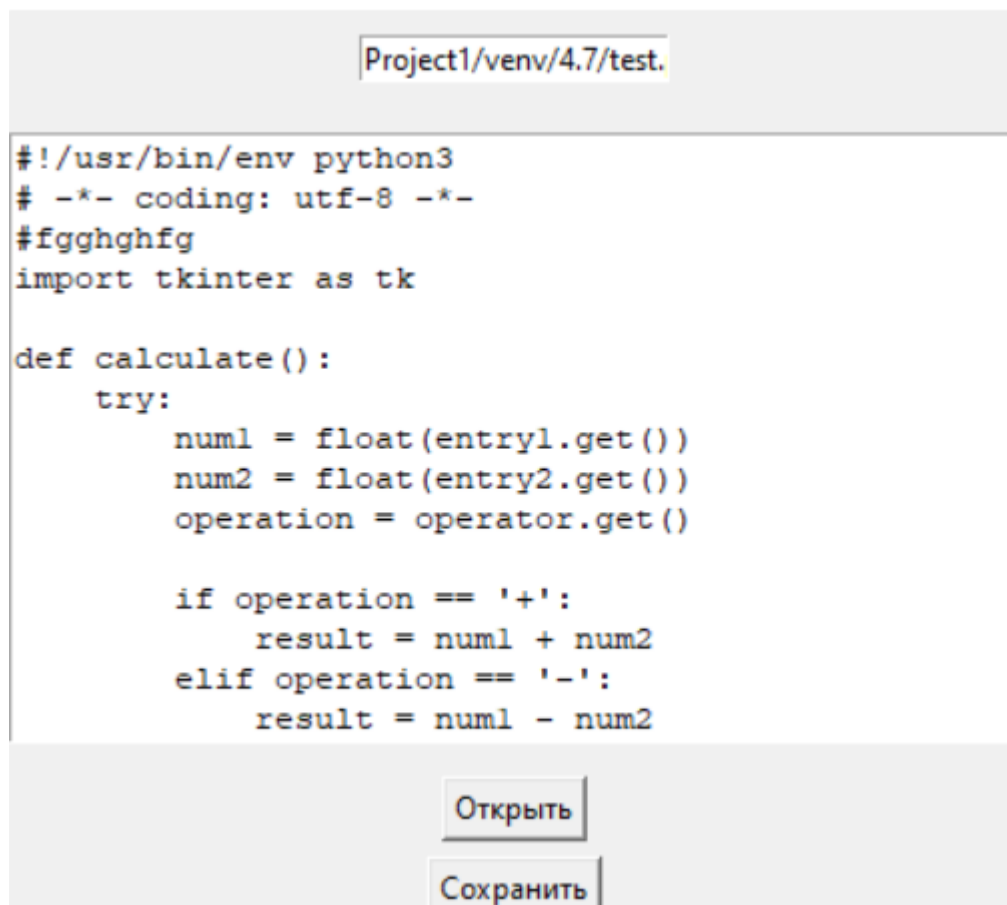 Project1/venv/4.7/test.
#!/usr/bin/env python3
# -*- coding: utf-8 -*-
#fgghghfg
import tkinter as tk
def calculate():
    try:
        num1 = float(entry1.get())
        num2 = float(entry2.get())
        operation = operator.get()
        if operation == '+':
            result = num1 + num2
        elif operation == '-':
            result = num1 - num2
Открыть
Сохранить